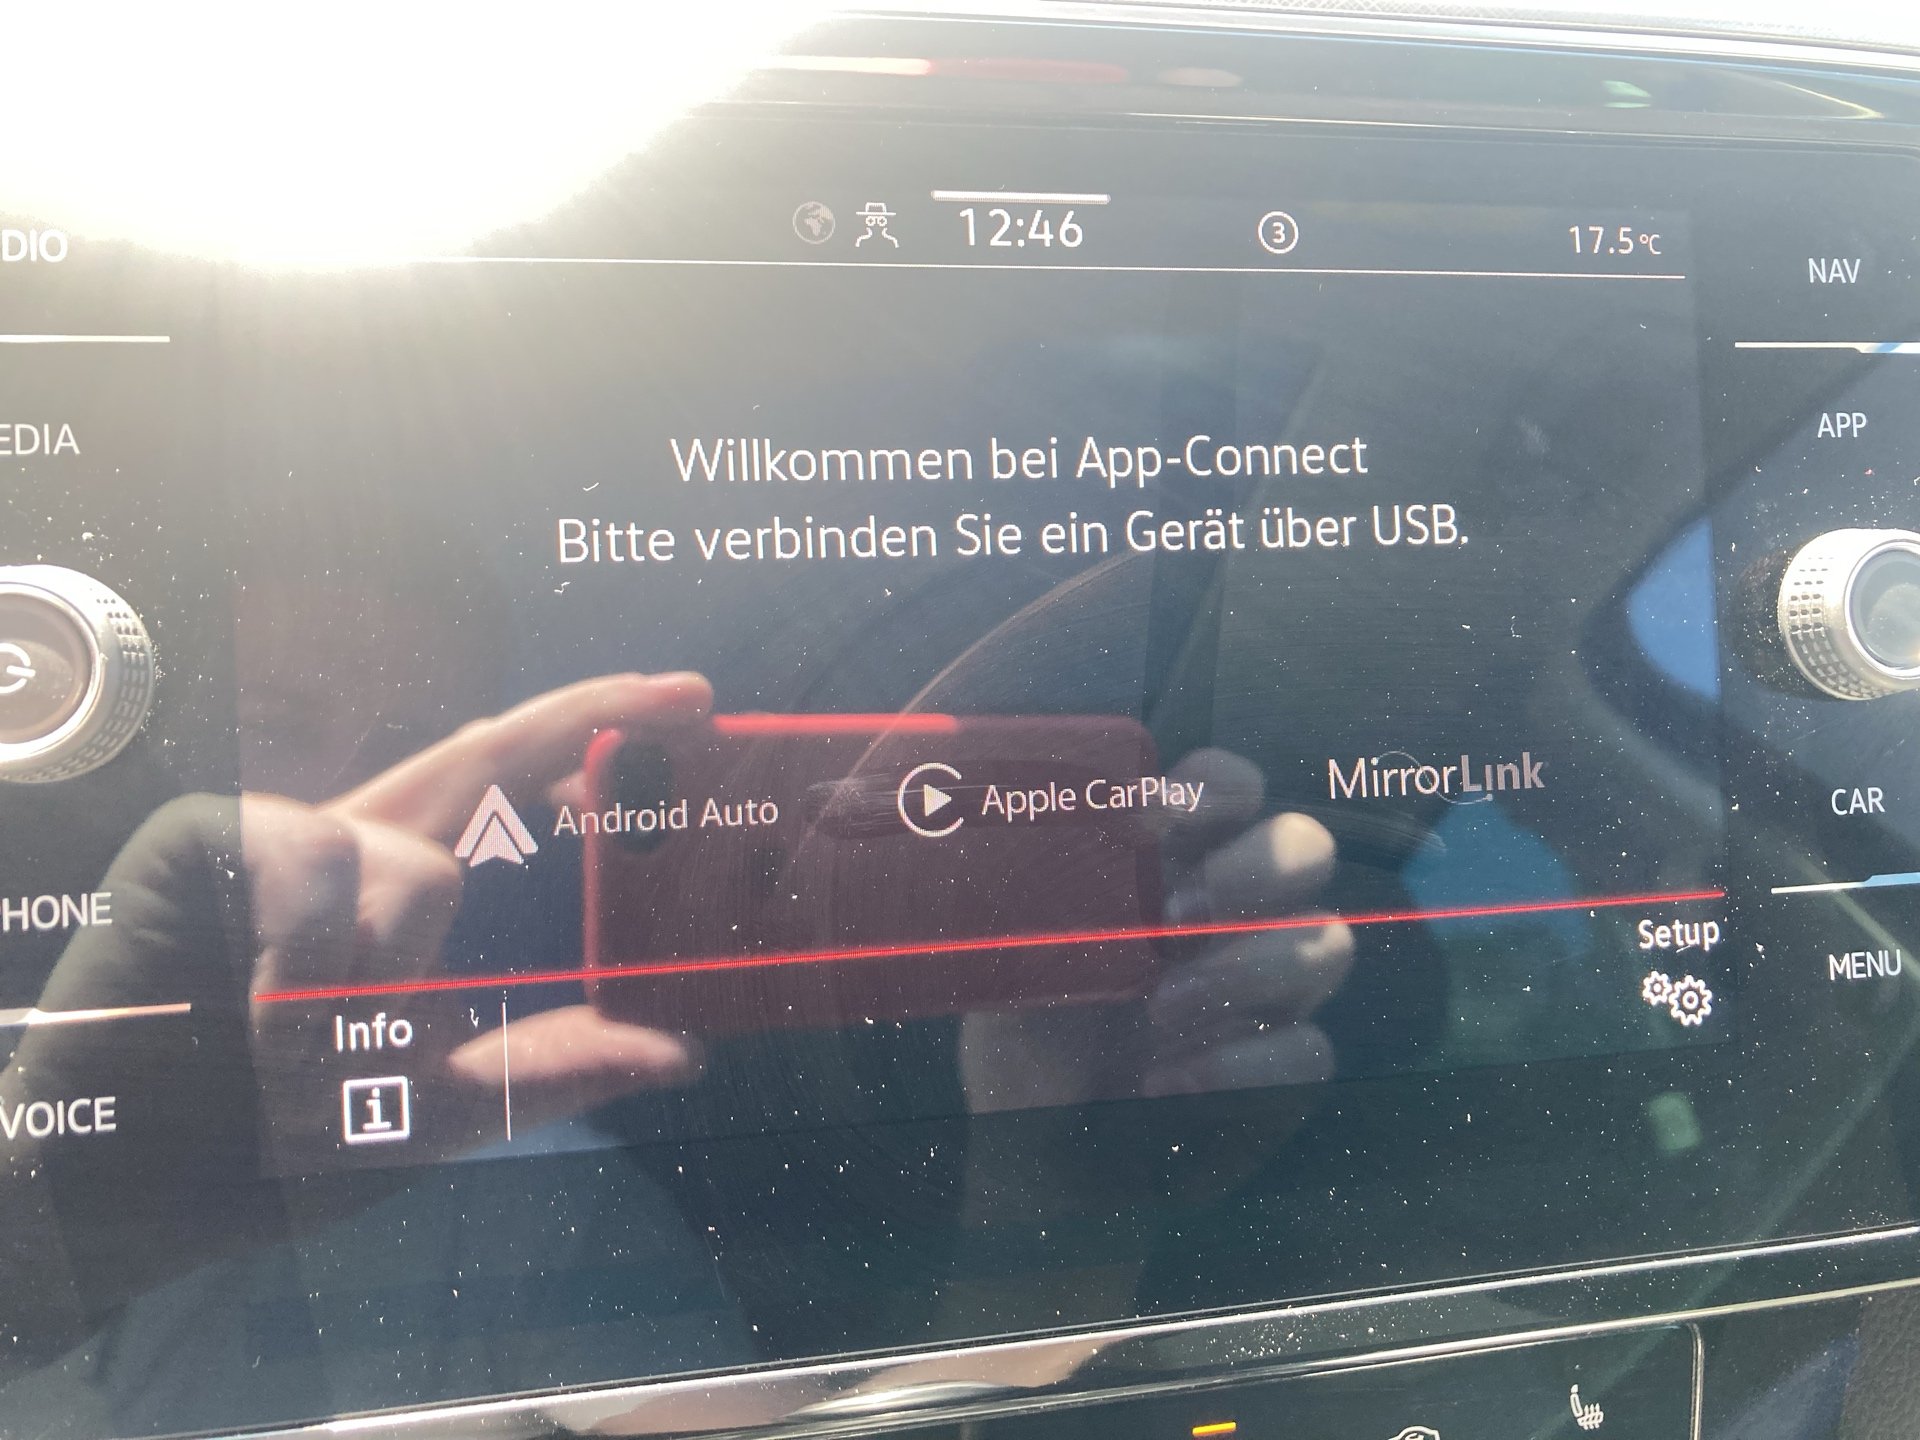 12:46
3
17.5°C
DIO
NAV
EDIA
APP
Willkommen bei App-Connect
Bitte verbinden Sie ein Gerät über USB.
Android Auto
Apple CarPlay
MirrorLink
CAR
HONE
Setup
MENU
Info
i
VOICE